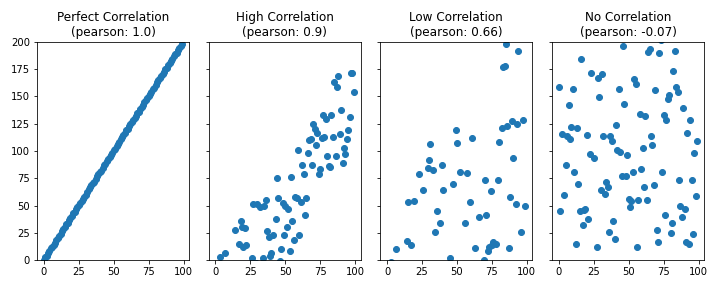 Perfect Correlation
(pearson: 1.0)
High Correlation
(pearson: 0.9)
Low Correlation
(pearson: 0.66)
No Correlation
(pearson: -0.07)
200
175
150
125
100
75
50
25
0
0 25 50 75 100
0 25 50 75 100
0 25 50 75 100
0 25 50 75 100